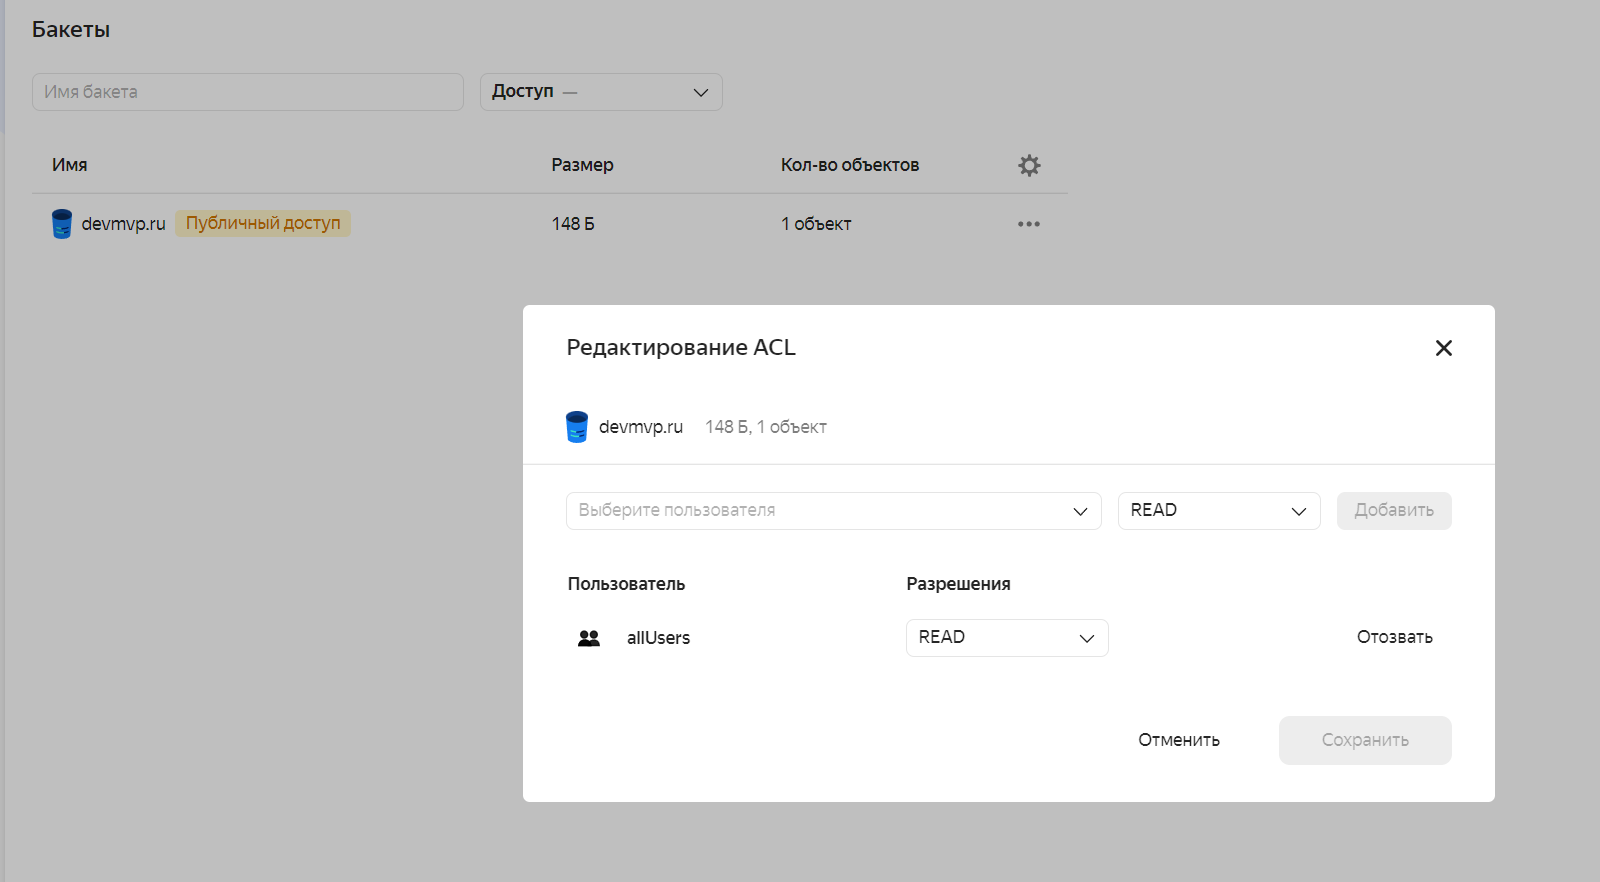 Бакеты
Имя бакета
Доступ —
Имя Размер Кол-во объектов
devmvp.ru Публичный доступ 148 Б 1 объект
Редактирование ACL
devmvp.ru 148 Б, 1 объект
Выберите пользователя READ Добавить
Пользователь Разрешения
allUsers READ Отозвать
Отменить Сохранить